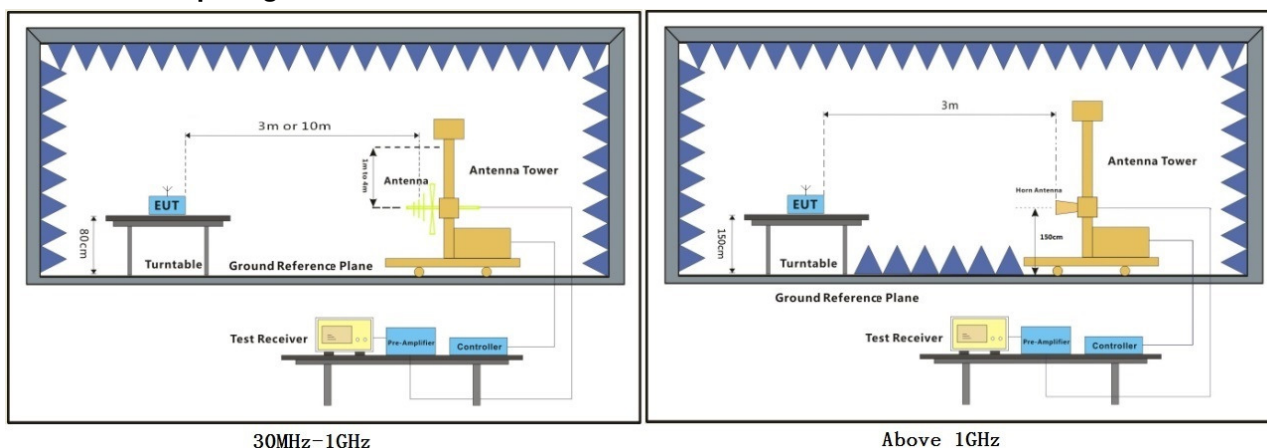 3m or 10m
1m to 4m
Antenna
Antenna Tower
EUT
80cm
Turntable
Ground Reference Plane
Test Receiver
Pre-Amplifier
Controller
30MHz-1GHz
3m
Antenna Tower
Horn Antenna
EUT
150cm
150cm
Turntable
Ground Reference Plane
Test Receiver
Pre-Amplifier
Controller
Above 1GHz